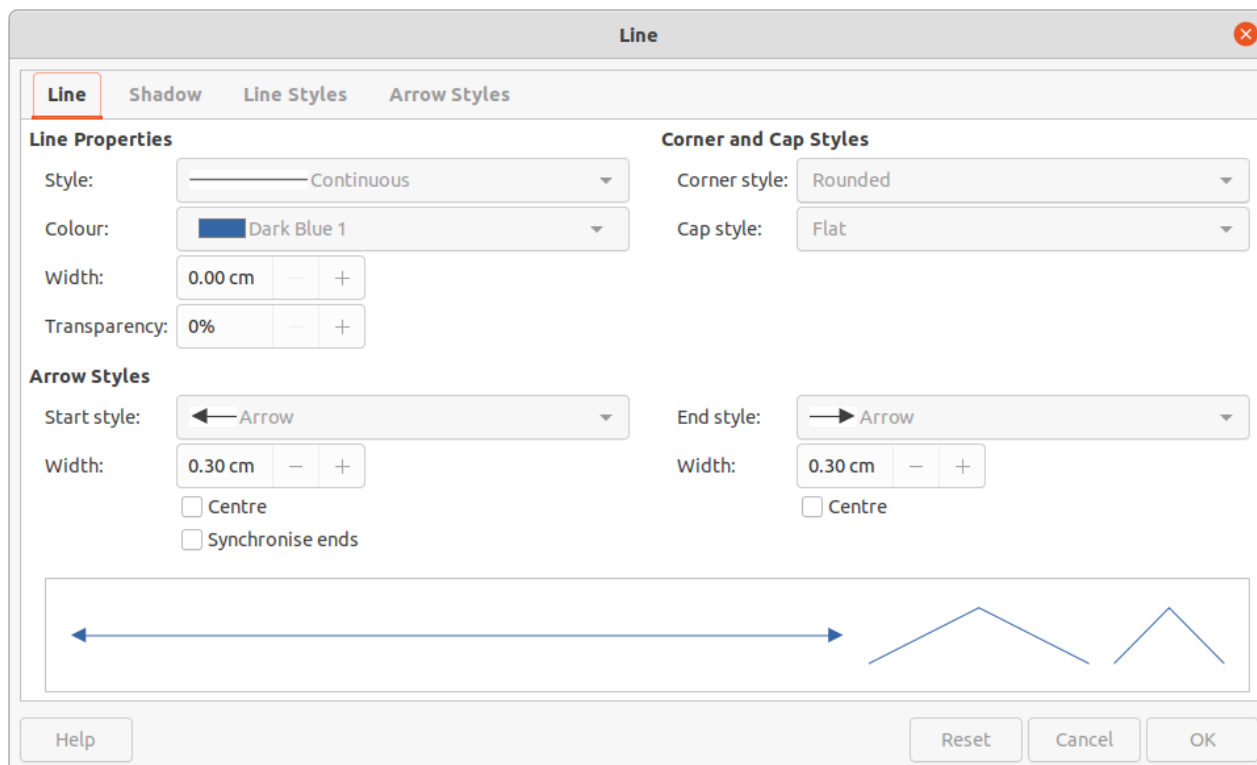 Line
Line Shadow Line Styles Arrow Styles
Line Properties
Style: Continuous
Colour: Dark Blue 1
Width: 0.00 cm
Transparency: 0%
Corner and Cap Styles
Corner style: Rounded
Cap style: Flat
Arrow Styles
Start style: Arrow
Width: 0.30 cm
Centre
Synchronise ends
End style: Arrow
Width: 0.30 cm
Centre
Help Reset Cancel OK